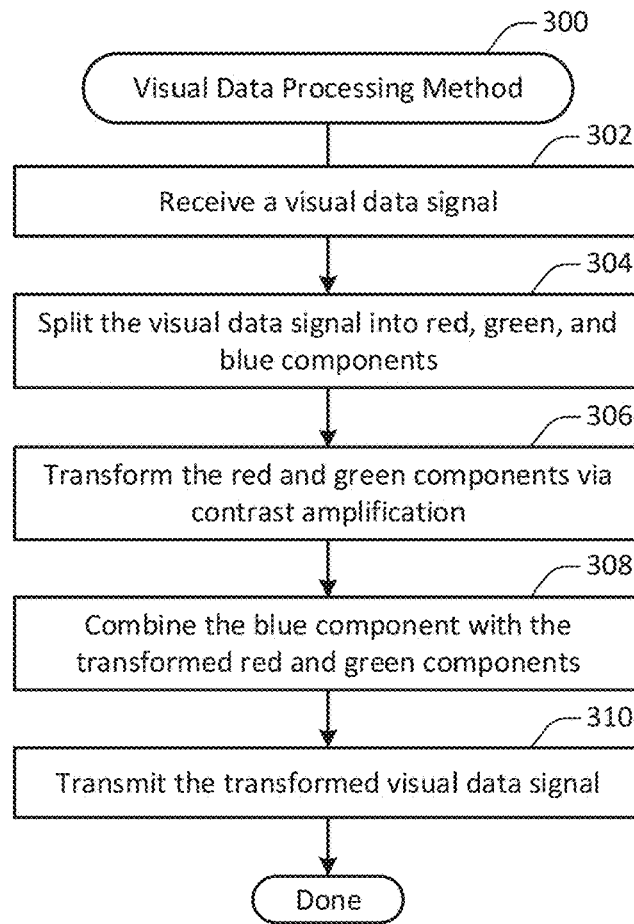 300
Visual Data Processing Method
302
Receive a visual data signal
304
Split the visual data signal into red, green, and
blue components
306
Transform the red and green components via
contrast amplification
308
Combine the blue component with the
transformed red and green components
310
Transmit the transformed visual data signal
Done